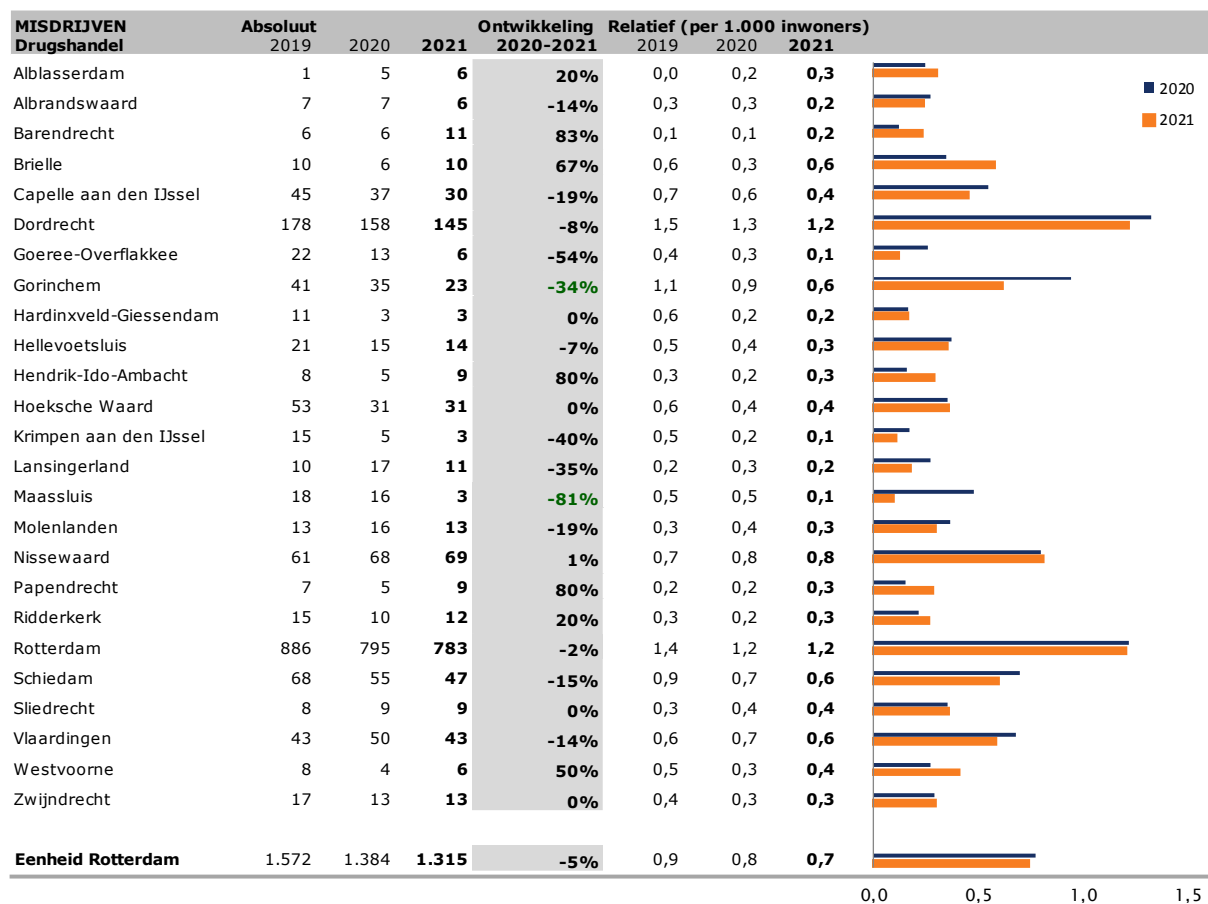 MISDRIJVEN Absoluut Ontwikkeling Relatief (per 1.000 inwoners)
Drugshandel 2019 2020 2021 2020-2021 2019 2020 2021
Alblasserdam 1 5 6 20% 0,0 0,2 0,3
Albrandswaard 7 7 6 -14% 0,3 0,3 0,2
Barendrecht 6 6 11 83% 0,1 0,1 0,2
Brielle 10 6 10 67% 0,6 0,3 0,6
Capelle aan den IJssel 45 37 30 -19% 0,7 0,6 0,4
Dordrecht 178 158 145 -8% 1,5 1,3 1,2
Goeree-Overflakkee 22 13 6 -54% 0,4 0,3 0,1
Gorinchem 41 35 23 -34% 1,1 0,9 0,6
Hardinxveld-Giessendam 11 3 3 0% 0,6 0,2 0,2
Hellevoetsluis 21 15 14 -7% 0,5 0,4 0,3
Hendrik-Ido-Ambacht 8 5 9 80% 0,3 0,2 0,3
Hoeksche Waard 53 31 31 0% 0,6 0,4 0,4
Krimpen aan den IJssel 15 5 3 -40% 0,5 0,2 0,1
Lansingerland 10 17 11 -35% 0,2 0,3 0,2
Maassluis 18 16 3 -81% 0,5 0,5 0,1
Molenlanden 13 16 13 -19% 0,3 0,4 0,3
Nissewaard 61 68 69 1% 0,7 0,8 0,8
Papendrecht 7 5 9 80% 0,2 0,2 0,3
Ridderkerk 15 10 12 20% 0,3 0,2 0,3
Rotterdam 886 795 783 -2% 1,4 1,2 1,2
Schiedam 68 55 47 -15% 0,9 0,7 0,6
Sliedrecht 8 9 9 0% 0,3 0,4 0,4
Vlaardingen 43 50 43 -14% 0,6 0,7 0,6
Westvoorne 8 4 6 50% 0,5 0,3 0,4
Zwijndrecht 17 13 13 0% 0,4 0,3 0,3
Eenheid Rotterdam 1.572 1.384 1.315 -5% 0,9 0,8 0,7
2020
2021
0,0 0,5 1,0 1,5